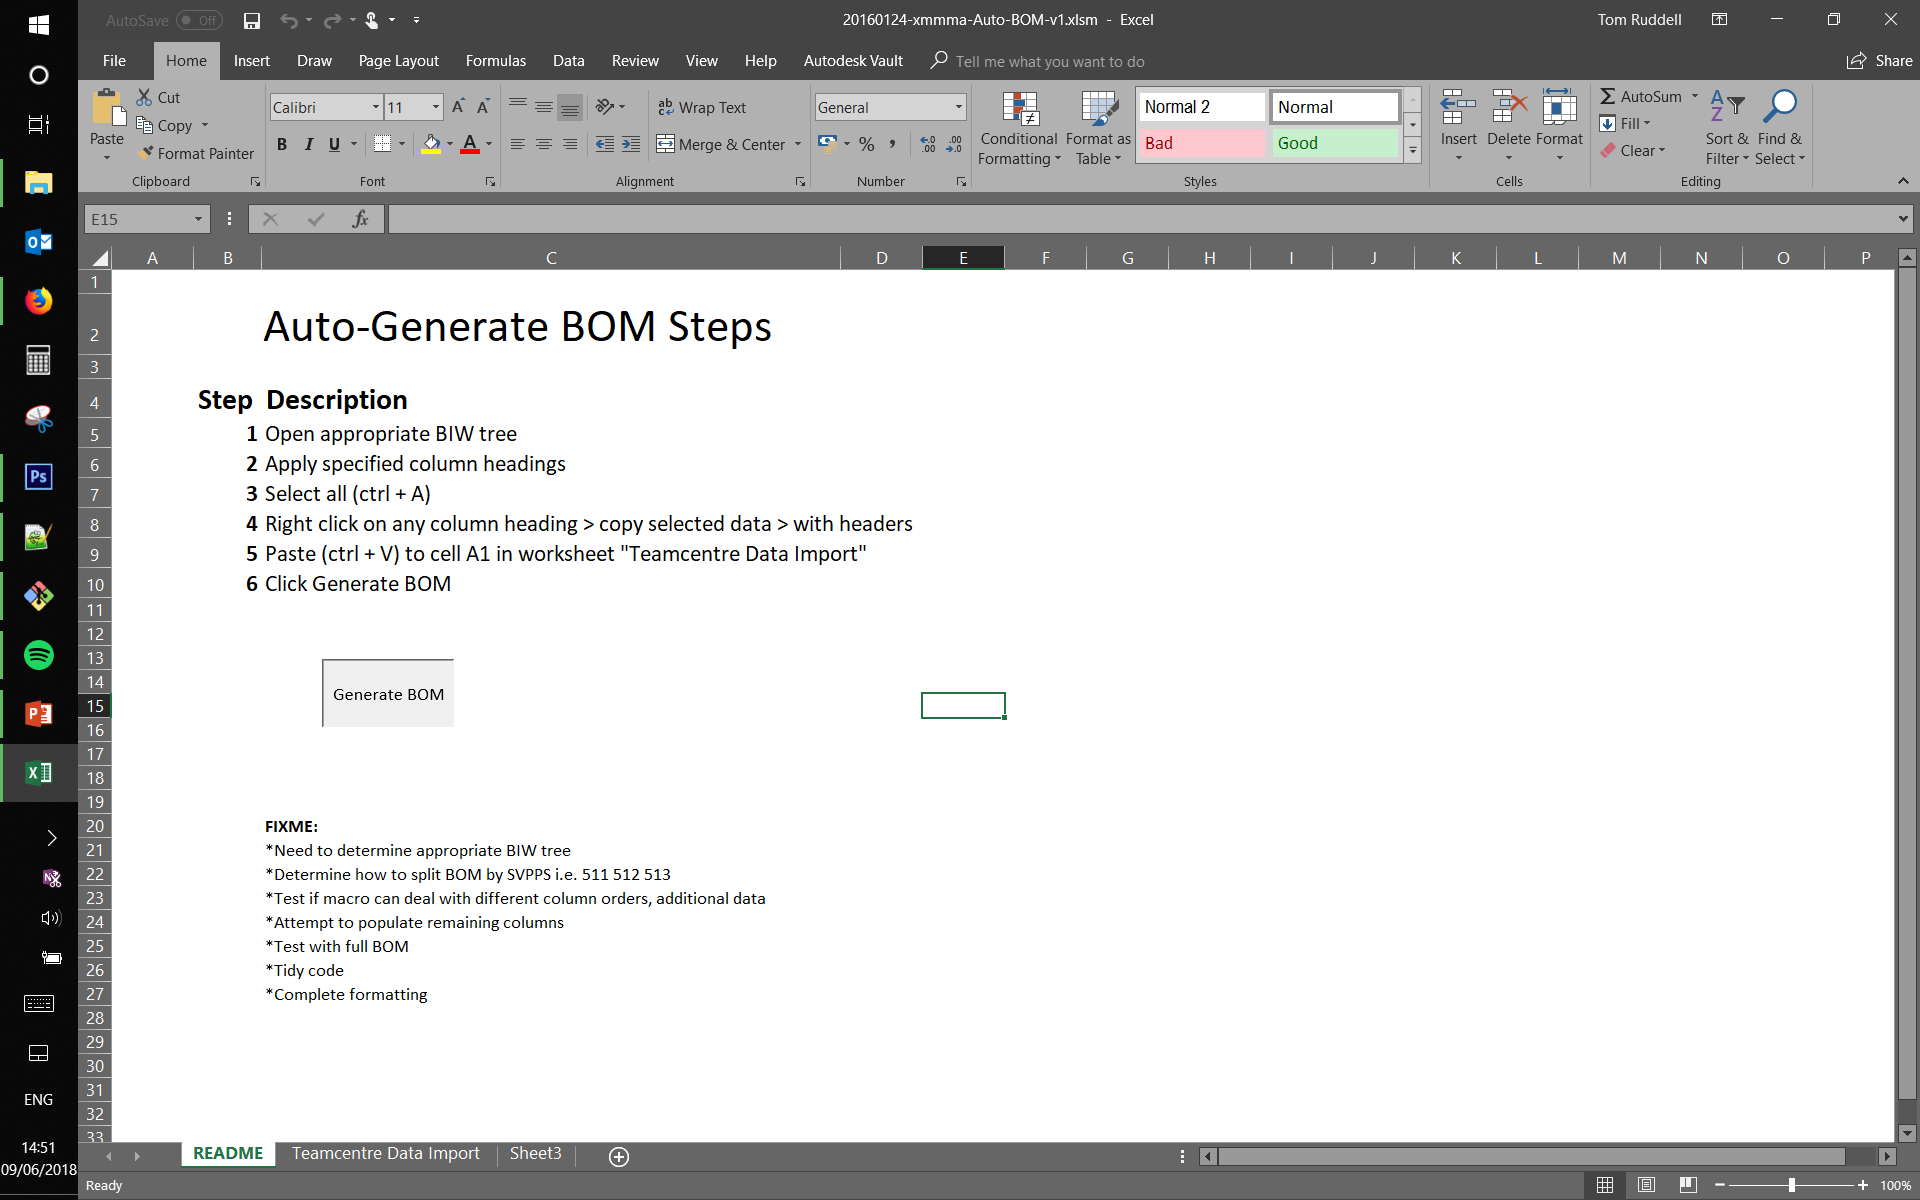 AutoSave Off
20160124-xmmma-Auto-BOM-v1.xlsm - Excel
Tom Ruddell
File Home Insert Draw Page Layout Formulas Data Review View Help Autodesk Vault Tell me what you want to do Share
Paste
Cut
Copy
Format Painter
Clipboard
Calibri 11
B I U A
Font
Wrap Text
Merge & Center
Alignment
General
%
Number
Conditional Formatting
Format as Table
Normal 2 Normal
Bad Good
Styles
Insert Delete Format
Cells
AutoSum
Fill
Clear
Sort & Filter
Find & Select
Editing
E15 fx
A B C D E F G H I J K L M N O P
1
2 Auto-Generate BOM Steps
3
4 Step Description
5 1 Open appropriate BIW tree
6 2 Apply specified column headings
7 3 Select all (ctrl + A)
8 4 Right click on any column heading > copy selected data > with headers
9 5 Paste (ctrl + V) to cell A1 in worksheet "Teamcentre Data Import"
10 6 Click Generate BOM
11
12
13
14 Generate BOM
15
16
17
18
19
20 FIXME:
21 *Need to determine appropriate BIW tree
22 *Determine how to split BOM by SVPPS i.e. 511 512 513
23 *Test if macro can deal with different column orders, additional data
24 *Attempt to populate remaining columns
25 *Test with full BOM
26 *Tidy code
27 *Complete formatting
28
29
30
31
32
33
README Teamcentre Data Import Sheet3
Ready
100%
ENG
14:51
09/06/2018